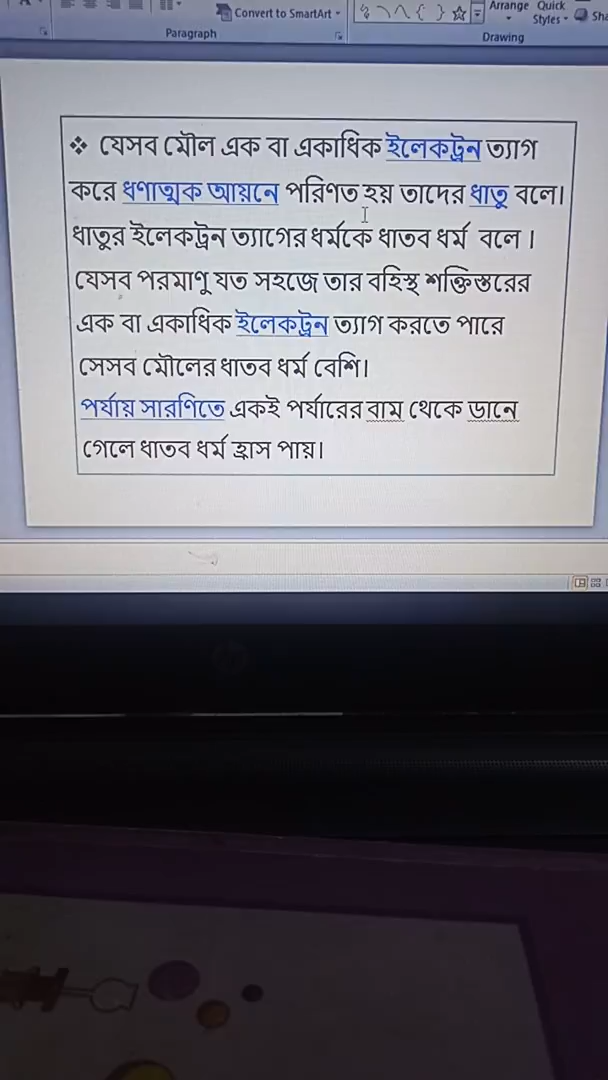 Convert to SmartArt
Arrange Quick
Styles
Paragraph
Drawing
❖ যেসব মৌল এক বা একাধিক ইলেকট্রন ত্যাগ
করে ধণাত্মক আয়নে পরিণত হয় তাদের ধাতু বলে।
ধাতুর ইলেকট্রন ত্যাগের ধর্মকে ধাতব ধর্ম বলে ।
যেসব পরমাণু যত সহজে তার বহিস্থ শক্তিস্তরের
এক বা একাধিক ইলেকট্রন ত্যাগ করতে পারে
সেসব মৌলের ধাতব ধর্ম বেশি।
পর্যায় সারণিতে একই পর্যারের বাম থেকে ডানে
গেলে ধাতব ধর্ম হ্রাস পায়।